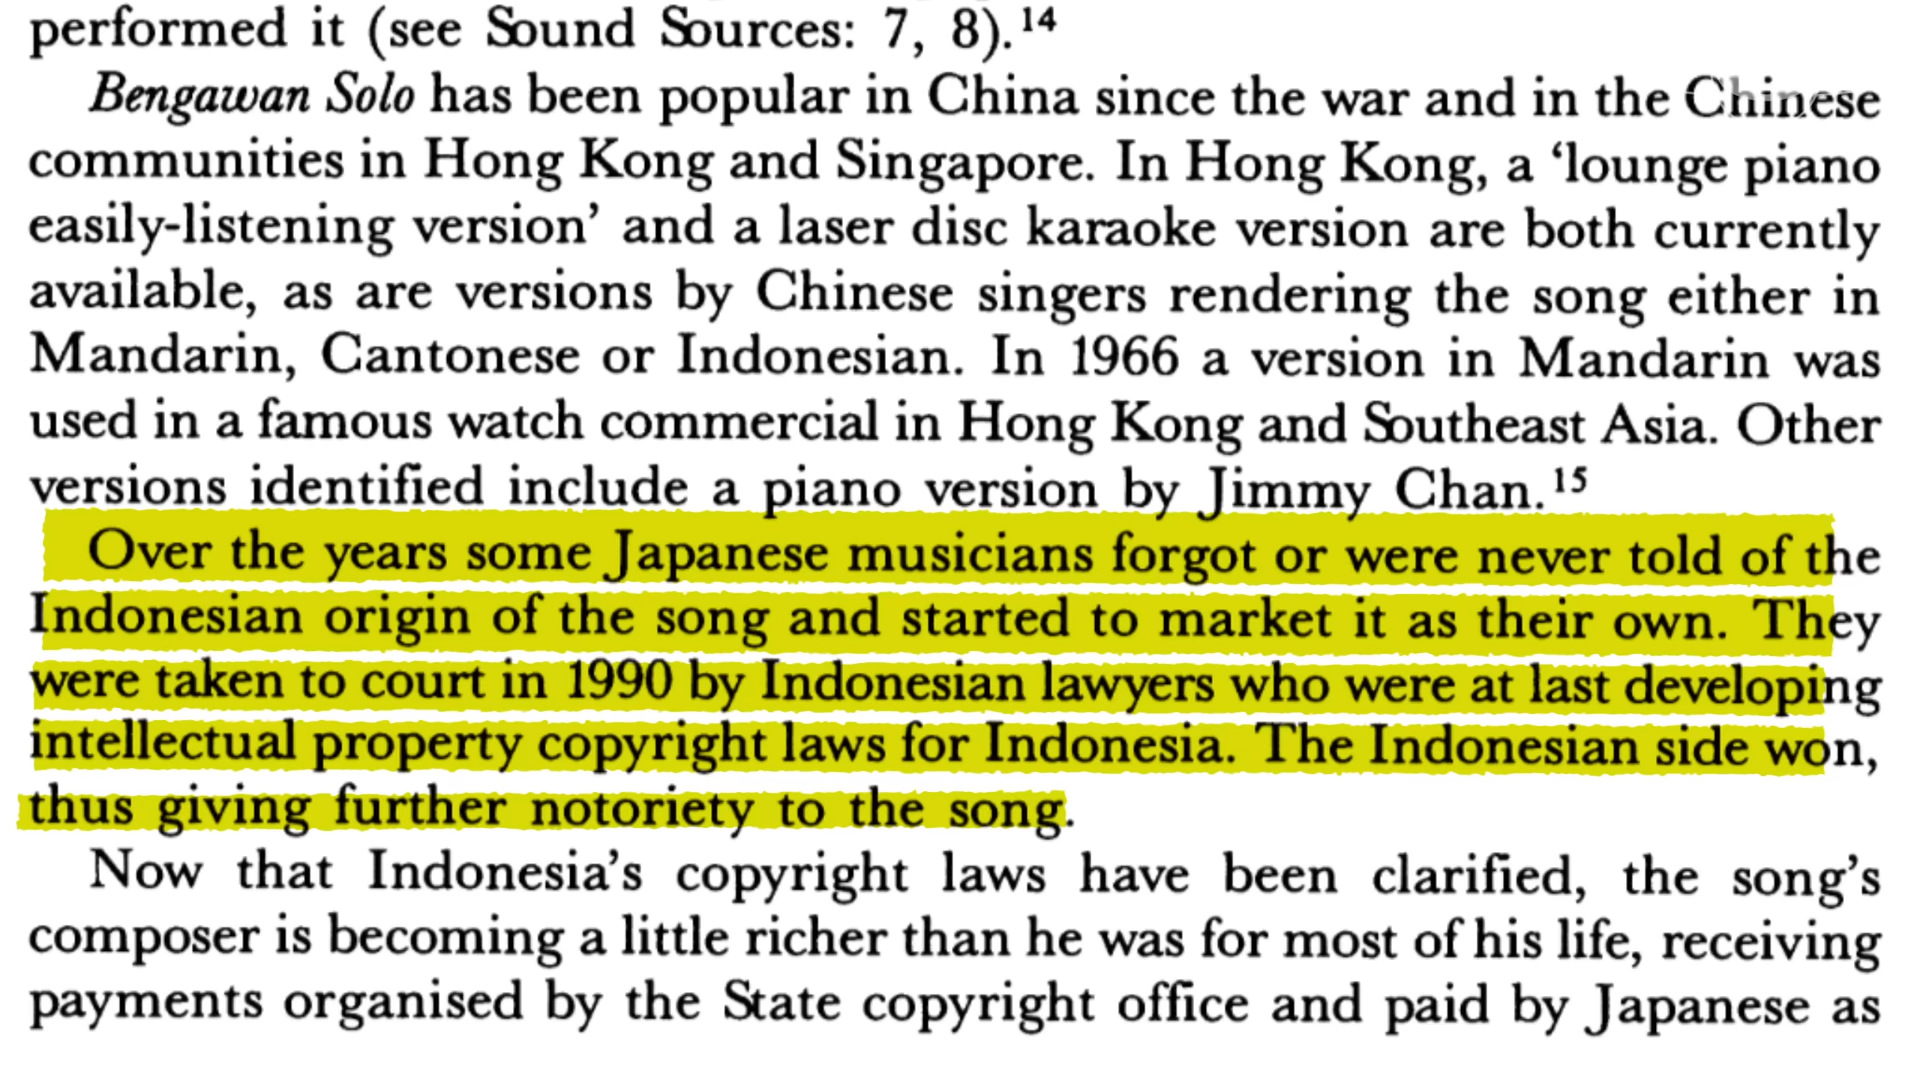 performed it (see Sound Sources: 7, 8).¹⁴
Bengawan Solo has been popular in China since the war and in the Chinese
communities in Hong Kong and Singapore. In Hong Kong, a ‘lounge piano
easily-listening version’ and a laser disc karaoke version are both currently
available, as are versions by Chinese singers rendering the song either in
Mandarin, Cantonese or Indonesian. In 1966 a version in Mandarin was
used in a famous watch commercial in Hong Kong and Southeast Asia. Other
versions identified include a piano version by Jimmy Chan.¹⁵
Over the years some Japanese musicians forgot or were never told of the
Indonesian origin of the song and started to market it as their own. They
were taken to court in 1990 by Indonesian lawyers who were at last developing
intellectual property copyright laws for Indonesia. The Indonesian side won,
thus giving further notoriety to the song.
Now that Indonesia’s copyright laws have been clarified, the song’s
composer is becoming a little richer than he was for most of his life, receiving
payments organised by the State copyright office and paid by Japanese as